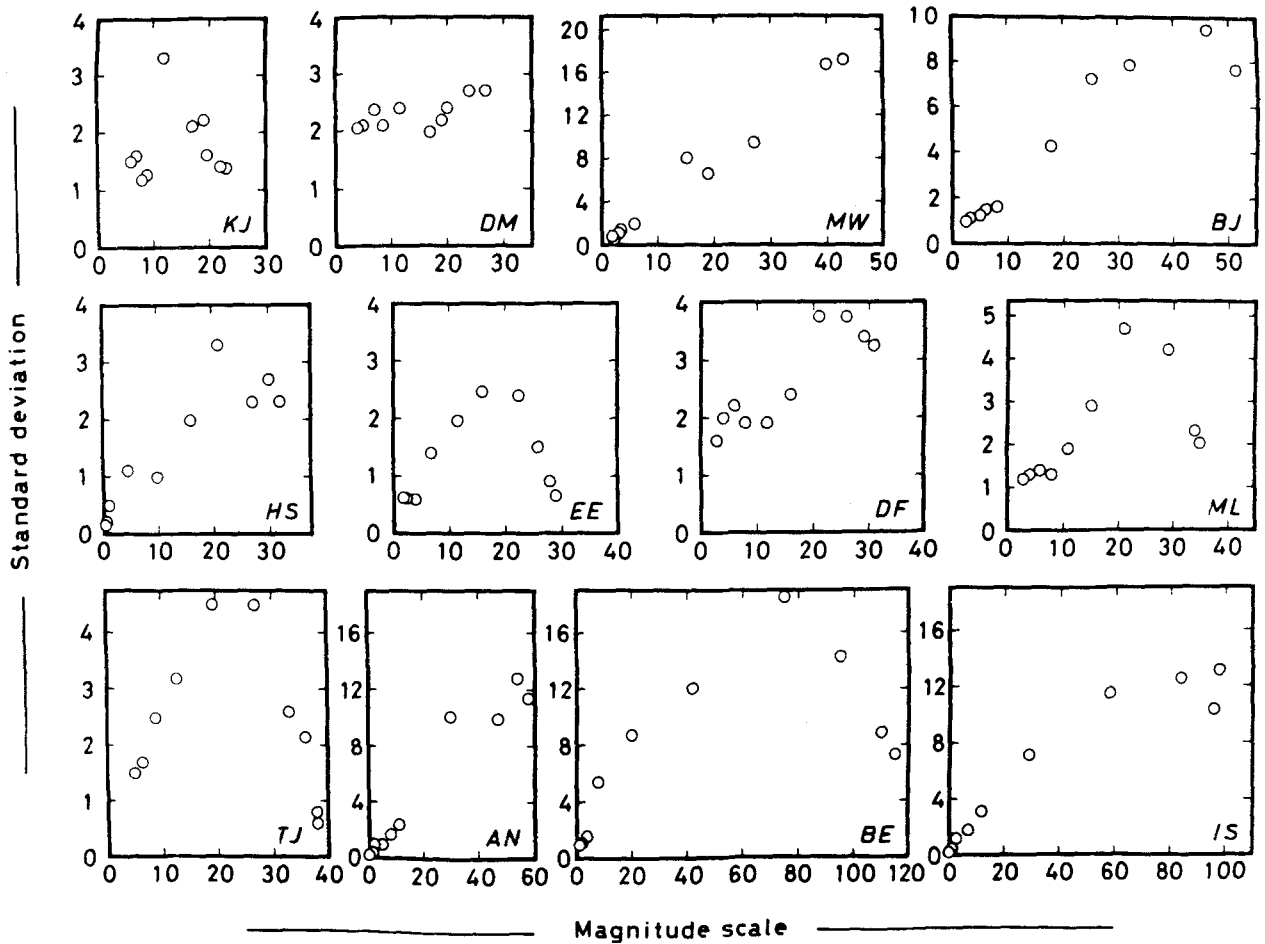 4 3 2 1 0
0 10 20 30
KJ
4 3 2 1 0
0 10 20 30
DM
20 16 12 8 4 0
0 10 20 30 40 50
MW
10 8 6 4 2 0
0 10 20 30 40 50
BJ
Standard deviation
4 3 2 1 0
0 10 20 30
HS
4 3 2 1 0
0 10 20 30 40
EE
4 3 2 1 0
0 10 20 30 40
DF
5 4 3 2 1 0
0 10 20 30 40
ML
4 3 2 1 0
0 10 20 30 40
TJ
16 12 8 4 0
0 20 40 60
AN
16 12 8 4 0
0 20 40 60 80 100 120
BE
16 12 8 4 0
0 20 40 60 80 100
IS
Magnitude scale